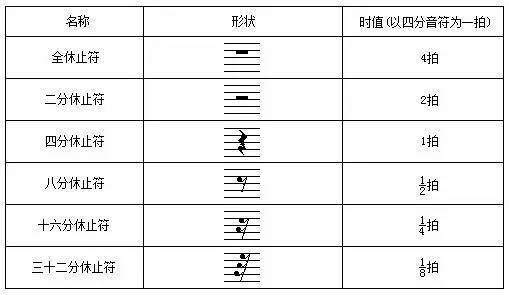 名称 形状 时值(以四分音符为一拍)
全休止符 4拍
二分休止符 2拍
四分休止符 1拍
八分休止符 1/2拍
十六分休止符 1/4拍
三十二分休止符 1/8拍